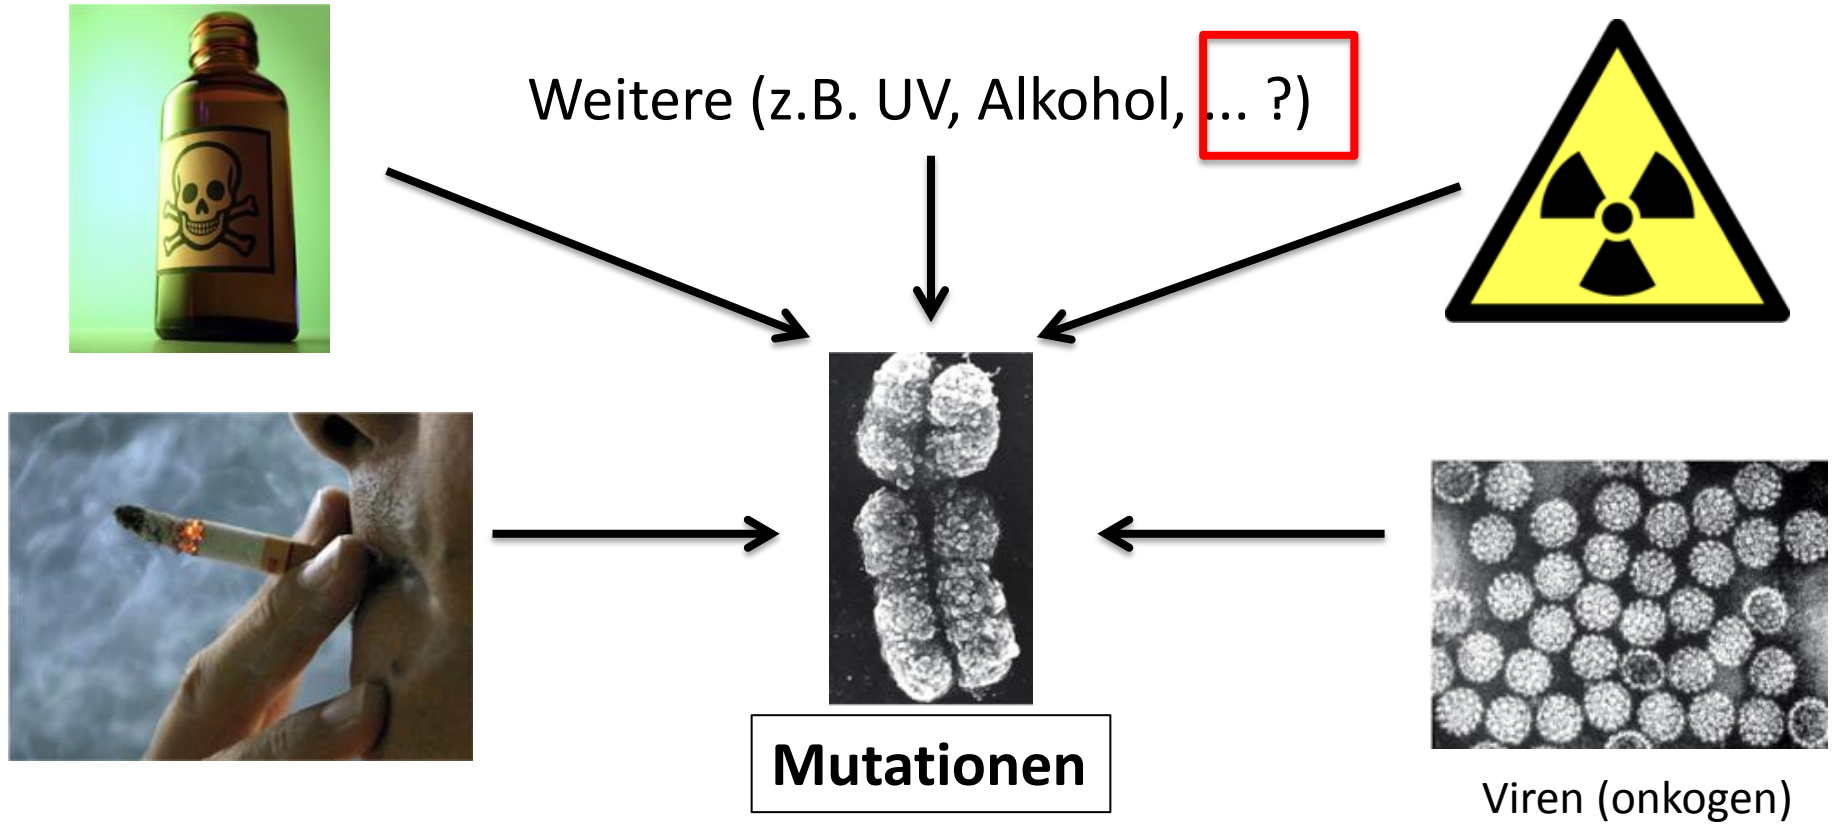 Weitere (z.B. UV, Alkohol, ... ?)
Mutationen
Viren (onkogen)